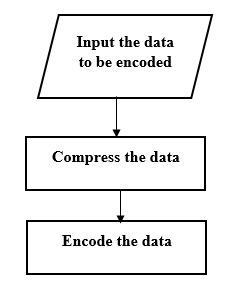 Input the data
to be encoded
Compress the data
Encode the data